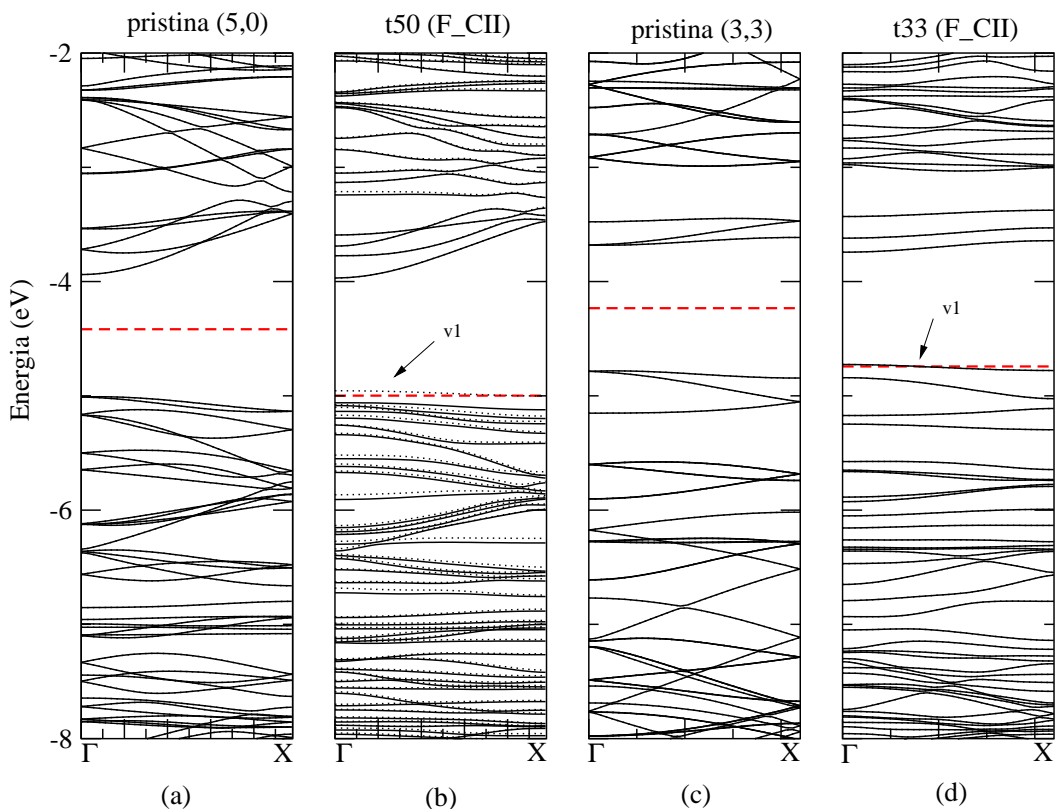 pristina (5,0)
t50 (F_CII)
pristina (3,3)
t33 (F_CII)
-2
-4
-6
-8
Energia (eV)
v1
v1
Γ
X
Γ
X
Γ
X
Γ
X
(a)
(b)
(c)
(d)